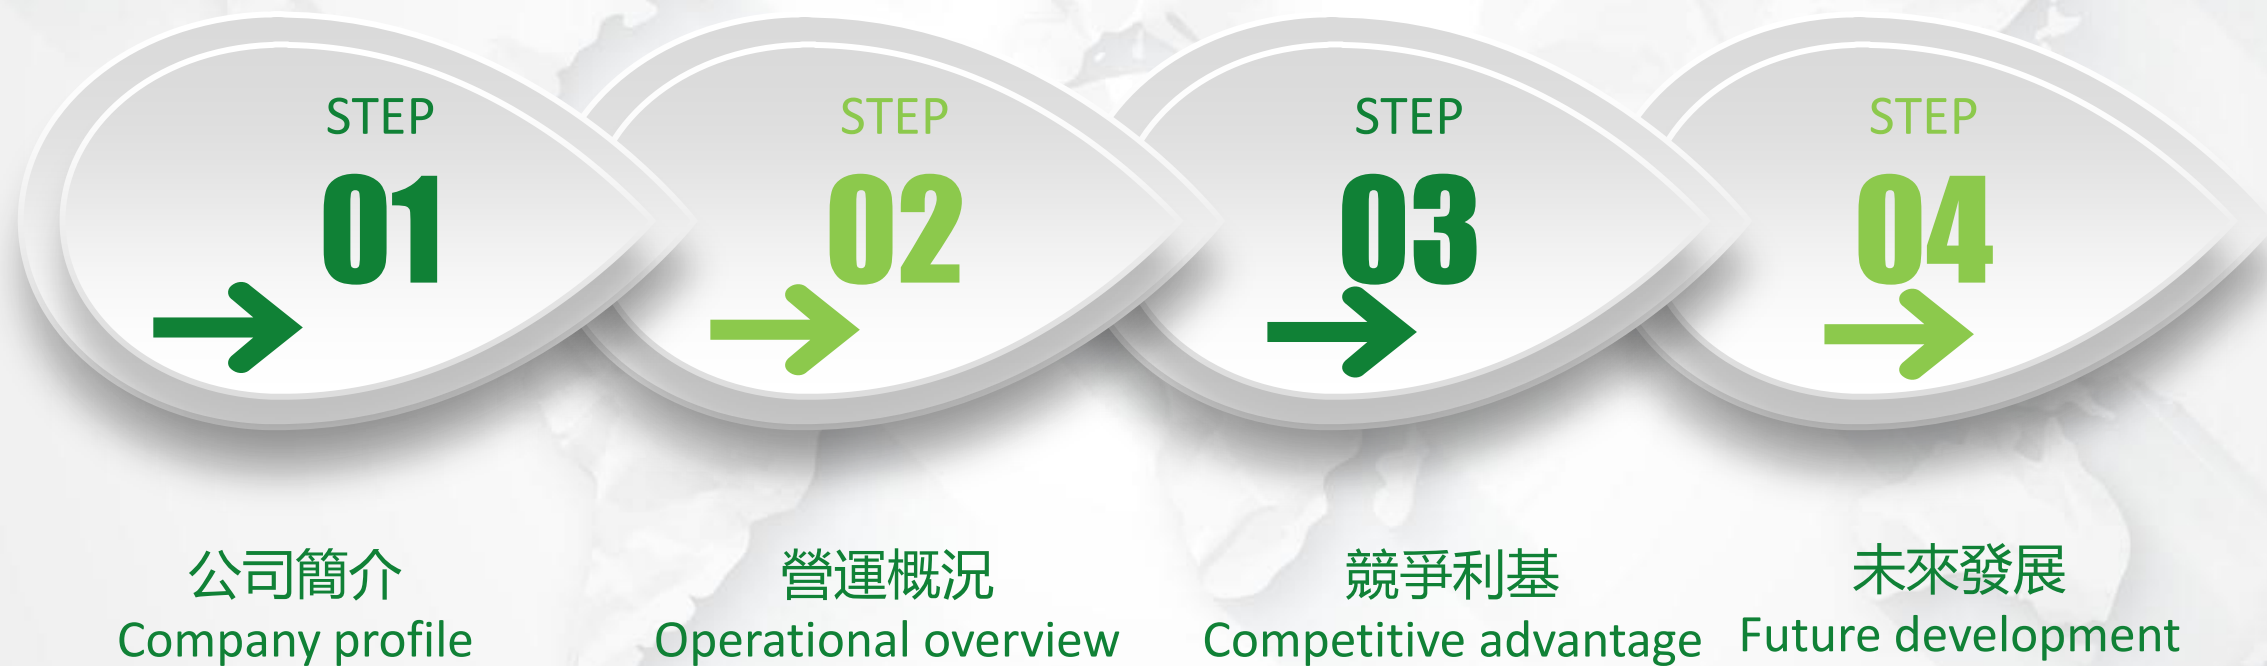 STEP
01
STEP
02
STEP
03
STEP
04
公司簡介
Company profile
營運概況
Operational overview
競爭利基
Competitive advantage
未來發展
Future development